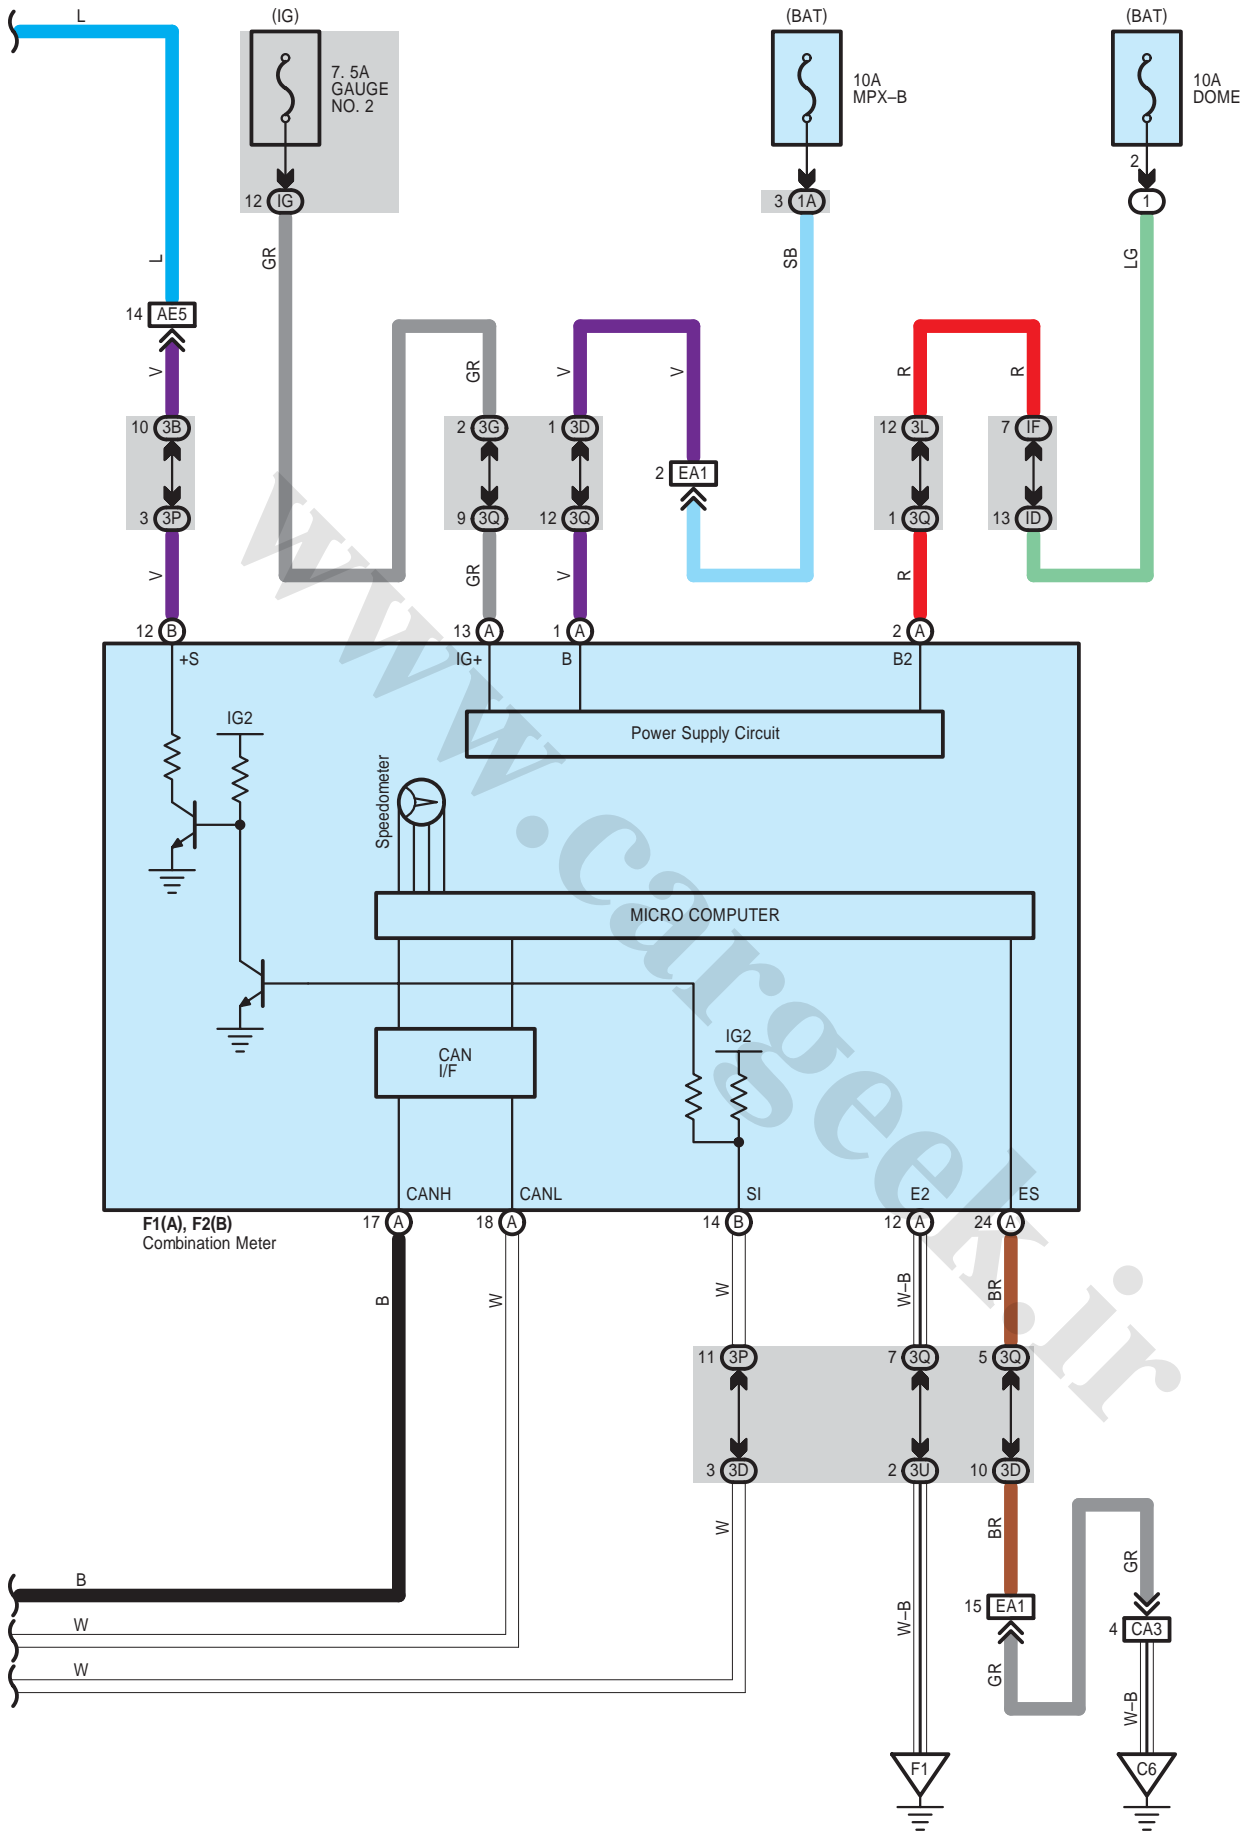 L
(IG)
(BAT)
(BAT)
7. 5A
GAUGE
NO. 2
10A
MPX–B
10A
DOME
2
12 IG
3 1A
1
L
GR
SB
LG
14 AE5
V
GR
V
V
R
R
10 3B
2 3G
1 3D
12 3L
7 IF
2 EA1
3 3P
9 3Q
12 3Q
1 3Q
13 ID
V
GR
V
R
12 B
13 A
1 A
2 A
+S
IG+
B
B2
IG2
Power Supply Circuit
Speedometer
MICRO COMPUTER
IG2
CAN
I/F
CANH
CANL
SI
E2
ES
F1(A), F2(B)
Combination Meter
17 A
18 A
14 B
12 A
24 A
B
W
W
W–B
BR
11 3P
7 3Q
5 3Q
3 3D
2 3U
10 3D
W
BR
GR
B
15 EA1
4 CA3
W
W–B
W
GR
W–B
F1
C6
www.cargeek.ir